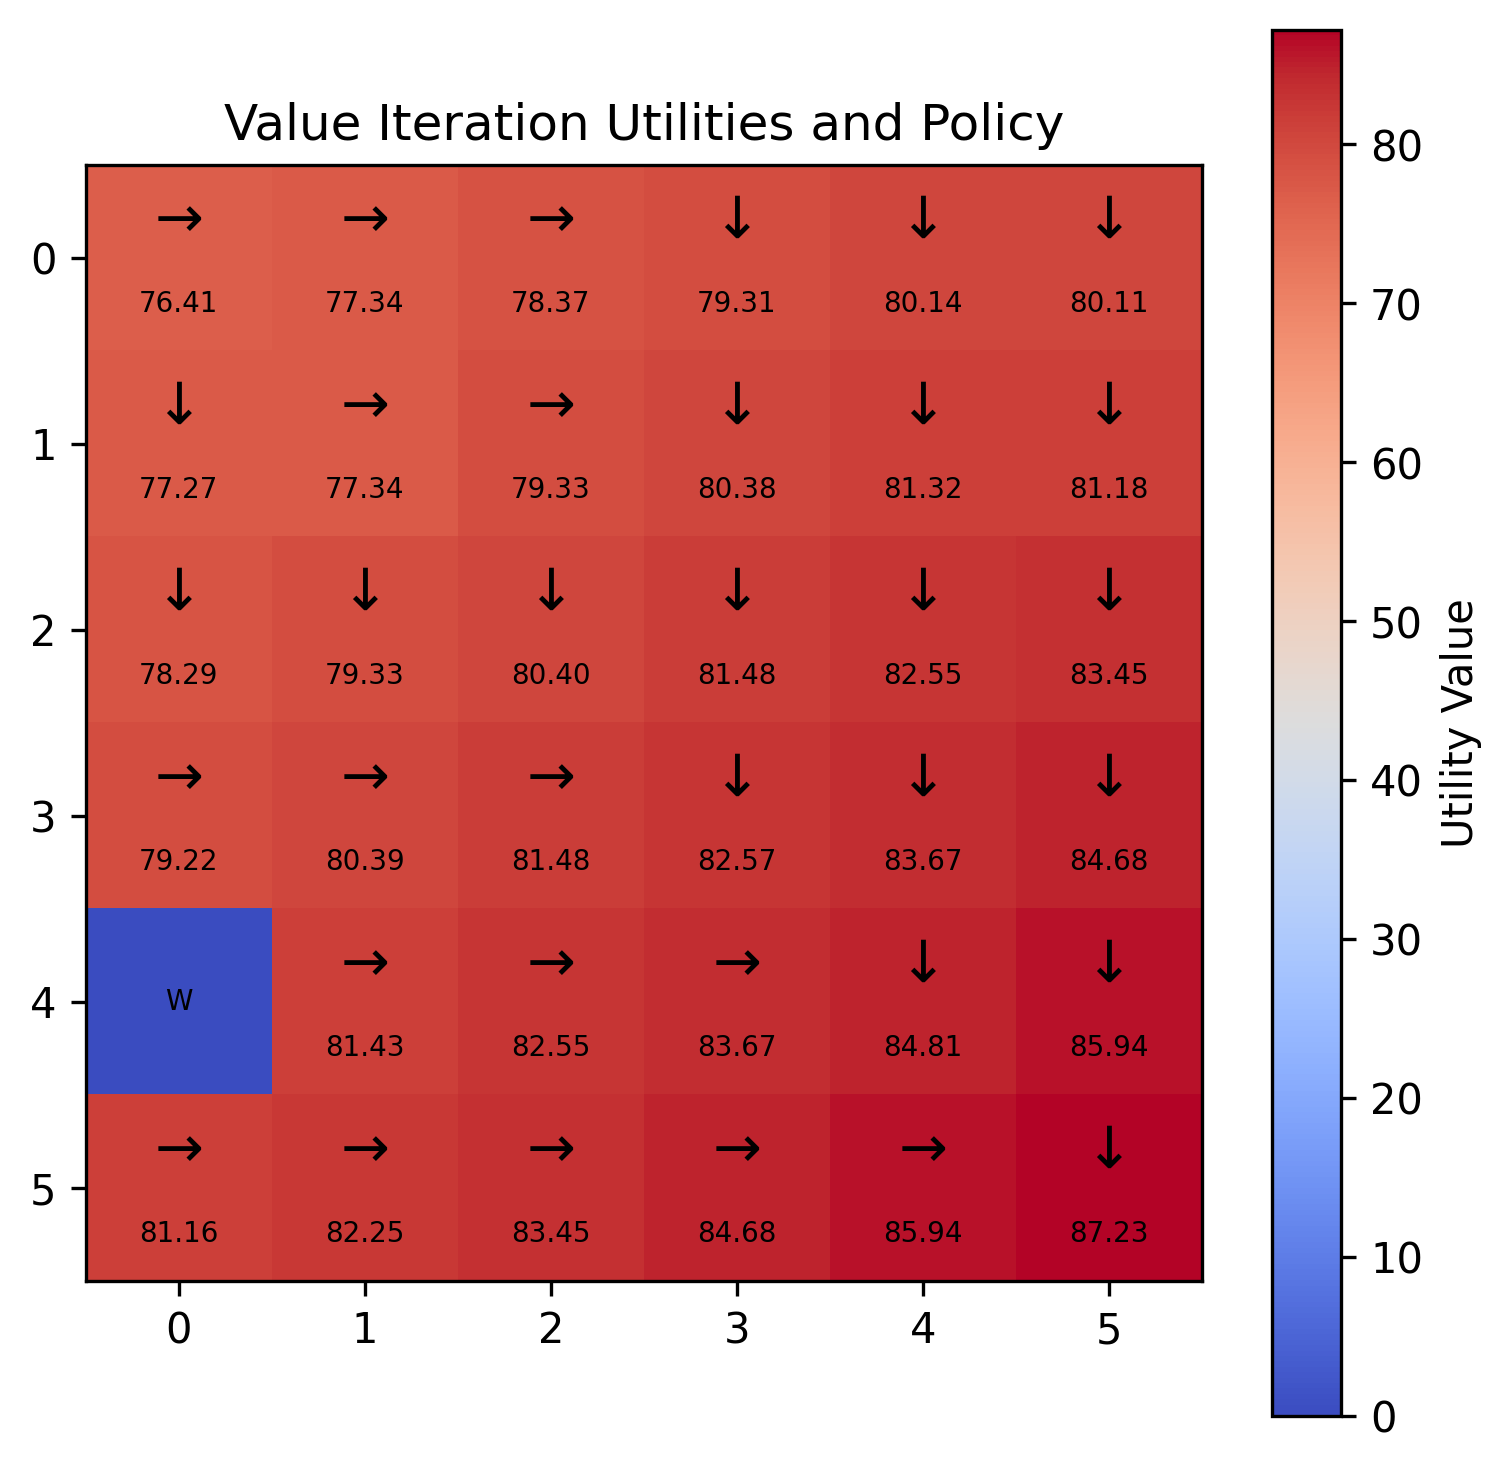 Value Iteration Utilities and Policy
0 → → → ↓ ↓ ↓
76.41 77.34 78.37 79.31 80.14 80.11
1 ↓ → → ↓ ↓ ↓
77.27 77.34 79.33 80.38 81.32 81.18
2 ↓ ↓ ↓ ↓ ↓ ↓
78.29 79.33 80.40 81.48 82.55 83.45
3 → → → ↓ ↓ ↓
79.22 80.39 81.48 82.57 83.67 84.68
4 W → → → ↓ ↓
81.43 82.55 83.67 84.81 85.94
5 → → → → → ↓
81.16 82.25 83.45 84.68 85.94 87.23
0 1 2 3 4 5
80
70
60
50
40
30
20
10
0
Utility Value